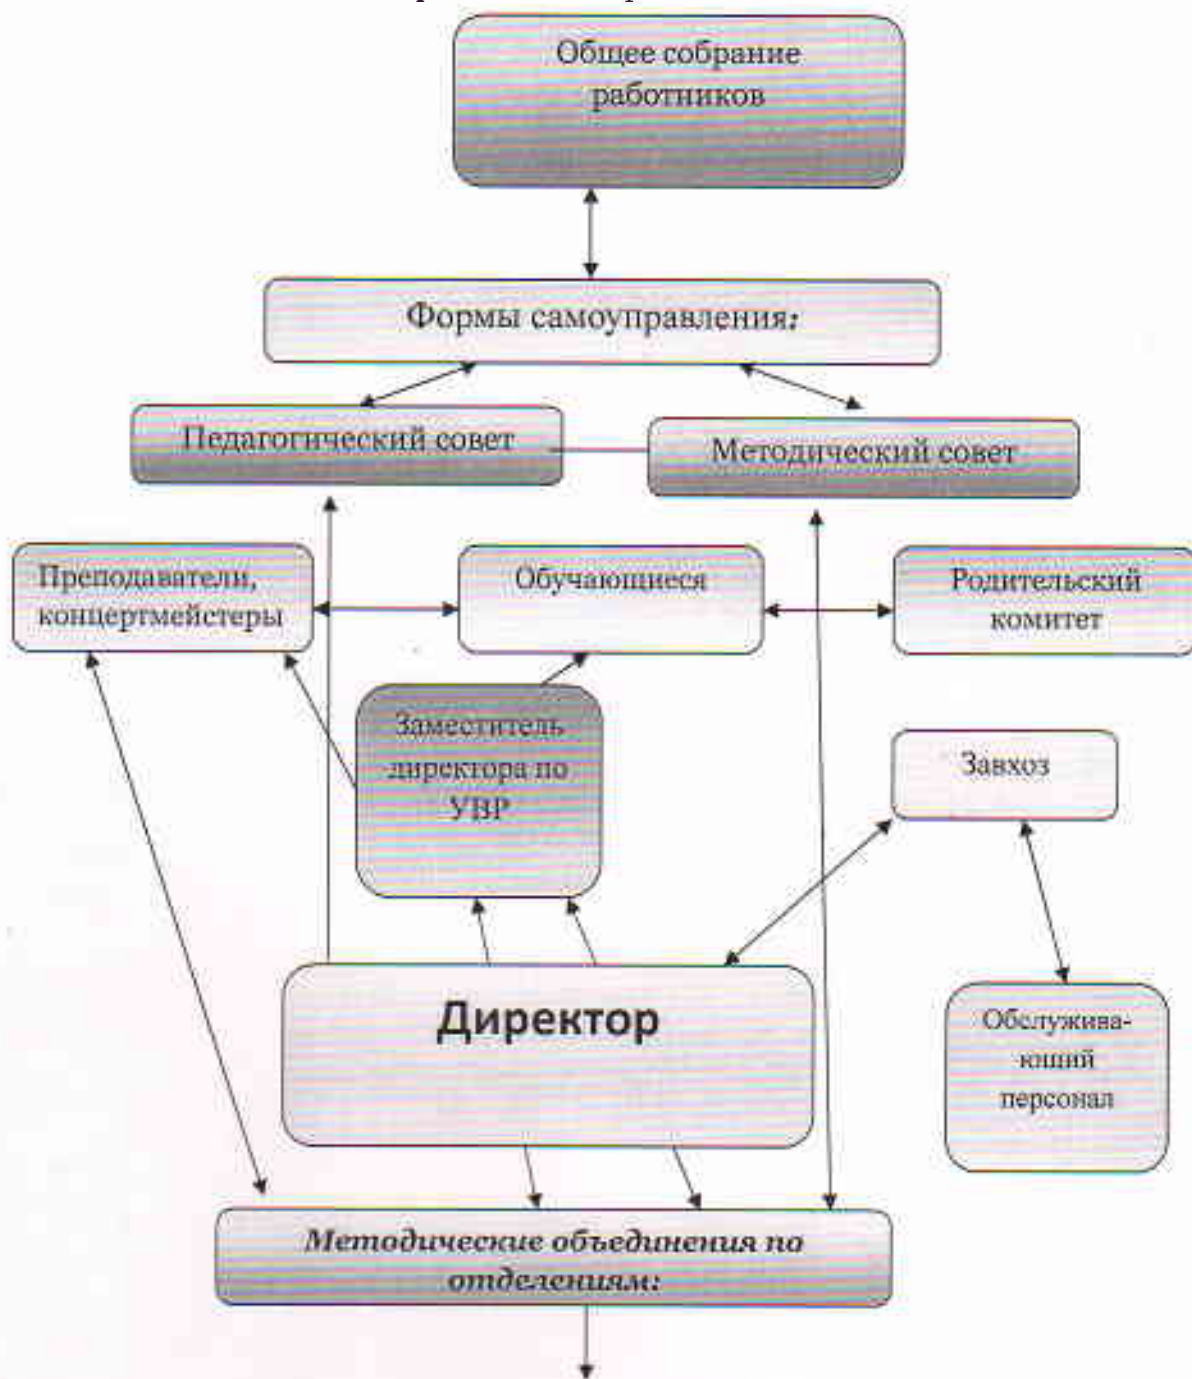 Общее собрание
работников
Формы самоуправления:
Педагогический совет
Методический совет
Преподаватели,
концертмейстеры
Обучающиеся
Родительский
комитет
Заместитель
директора по
УВР
Завхоз
Директор
Обслужива-
ющий
персонал
Методические объединения по
отделениям: